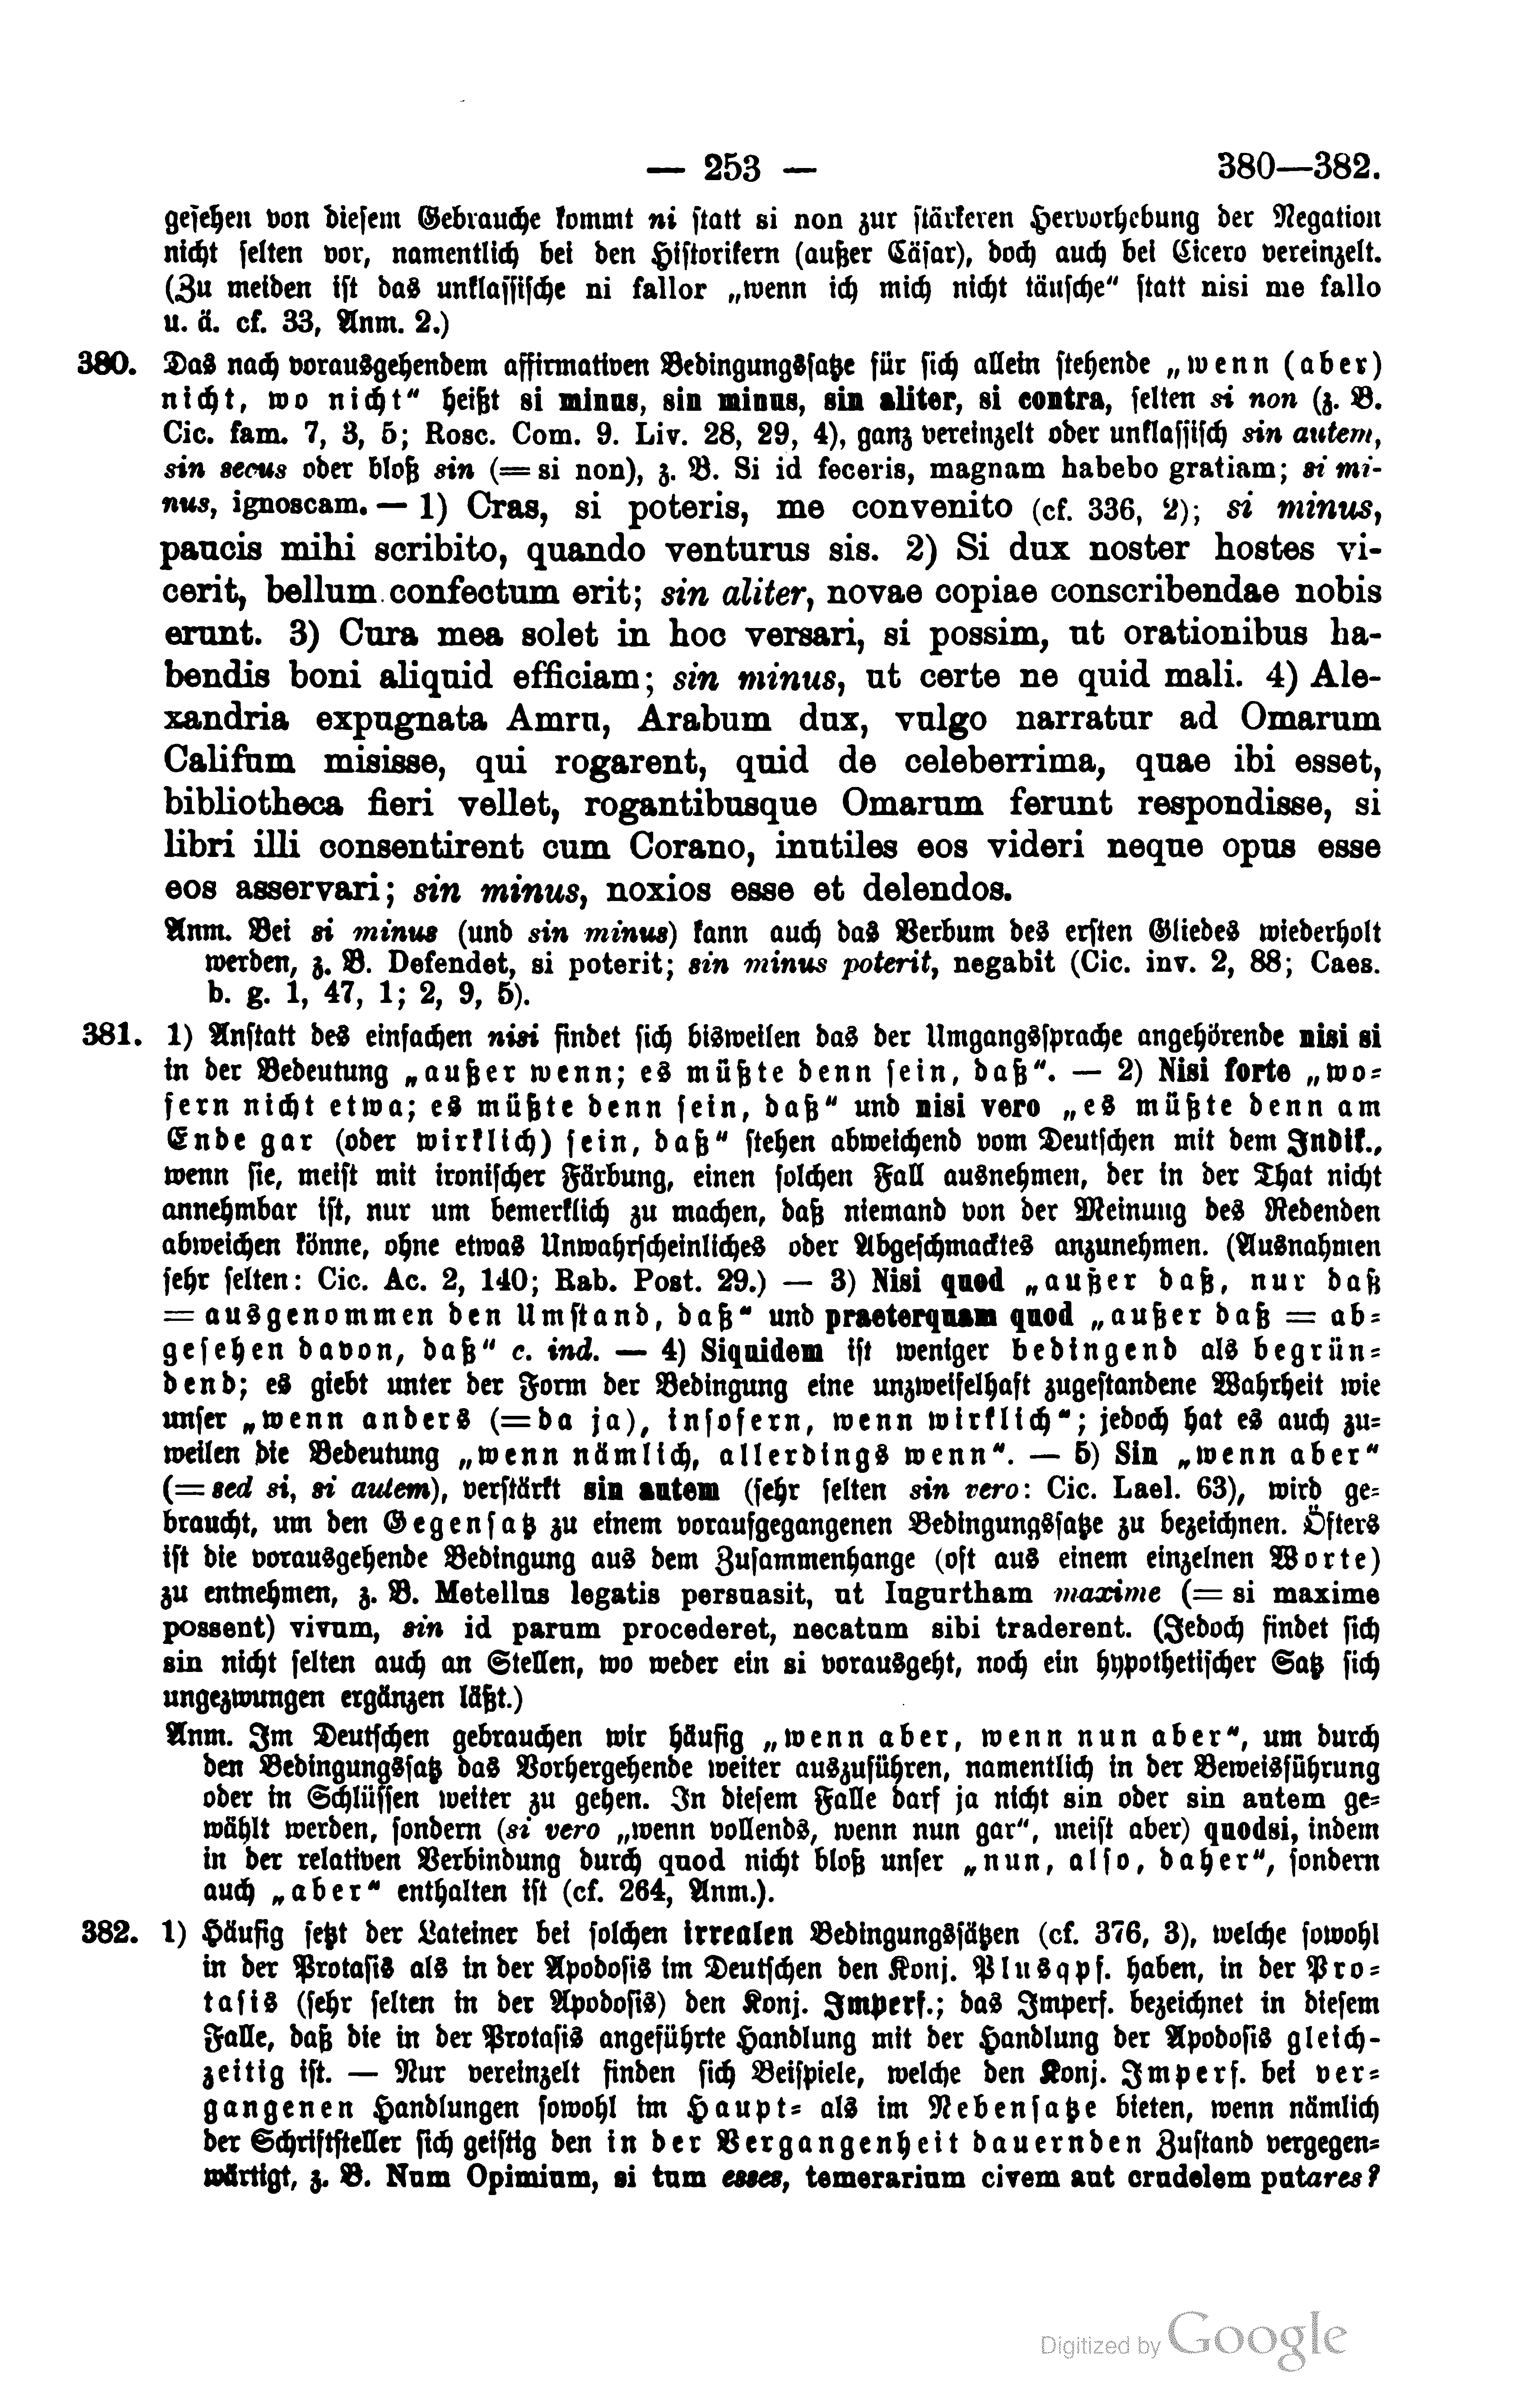 — 253 — 380—382.
gesehen von diesem Gebrauche kommt ni statt si non zur stärkeren Hervorhebung der Negation
nicht selten vor, namentlich bei den Historikern (außer Cäsar), doch auch bei Cicero vereinzelt.
(Zu meiden ist das unklassische ni fallor „wenn ich mich nicht täusche“ statt nisi me fallo
u. ä. cf. 33, Anm. 2.)
380. Das nach vorausgehendem affirmativen Bedingungssatze für sich allein stehende „wenn (aber)
nicht, wo nicht“ heißt si minus, sin minus, sin aliter, si contra, selten si non (z. B.
Cic. fam. 7, 3, 5; Rosc. Com. 9. Liv. 28, 29, 4), ganz vereinzelt oder unklassisch sin autem,
sin secus oder bloß sin (= si non), z. B. Si id feceris, magnam habebo gratiam; si mi-
nus, ignoscam. — 1) Cras, si poteris, me convenito (cf. 336, 2); si minus,
paucis mihi scribito, quando venturus sis. 2) Si dux noster hostes vi-
cerit, bellum confectum erit; sin aliter, novae copiae conscribendae nobis
erunt. 3) Cura mea solet in hoc versari, si possim, ut orationibus ha-
bendis boni aliquid efficiam; sin minus, ut certe ne quid mali. 4) Ale-
xandria expugnata Amru, Arabum dux, vulgo narratur ad Omarum
Califum misisse, qui rogarent, quid de celeberrima, quae ibi esset,
bibliotheca fieri vellet, rogantibusque Omarum ferunt respondisse, si
libri illi consentirent cum Corano, inutiles eos videri neque opus esse
eos asservari; sin minus, noxios esse et delendos.
Anm. Bei si minus (und sin minus) kann auch das Verbum des ersten Gliedes wiederholt
werden, z. B. Defendet, si poterit; sin minus poterit, negabit (Cic. inv. 2, 88; Caes.
b. g. 1, 47, 1; 2, 9, 5).
381. 1) Anstatt des einfachen nisi findet sich bisweilen das der Umgangssprache angehörende nisi si
in der Bedeutung „außer wenn; es müßte denn sein, daß“. — 2) Nisi forte „wo-
fern nicht etwa; es müßte denn sein, daß“ und nisi vero „es müßte denn am
Ende gar (oder wirklich) sein, daß“ stehen abweichend vom Deutschen mit dem Indik.,
wenn sie, meist mit ironischer Färbung, einen solchen Fall ausnehmen, der in der That nicht
annehmbar ist, nur um bemerklich zu machen, daß niemand von der Meinung des Redenden
abweichen könne, ohne etwas Unwahrscheinliches oder Abgeschmacktes anzunehmen. (Ausnahmen
sehr selten: Cic. Ac. 2, 140; Rab. Post. 29.) — 3) Nisi quod „außer daß, nur daß
= ausgenommen den Umstand, daß“ und praeterquam quod „außer daß = ab-
gesehen davon, daß“ c. ind. — 4) Siquidem ist weniger bedingend als begrün-
dend; es giebt unter der Form der Bedingung eine unzweifelhaft zugestandene Wahrheit wie
unser „wenn anders (= da ja), insofern, wenn wirklich“; jedoch hat es auch zu-
weilen die Bedeutung „wenn nämlich, allerdings wenn“. — 5) Sin „wenn aber“
(= sed si, si autem), verstärkt sin autem (sehr selten sin vero: Cic. Lael. 63), wird ge-
braucht, um den Gegensatz zu einem voraufgegangenen Bedingungssatze zu bezeichnen. Öfters
ist die vorausgehende Bedingung aus dem Zusammenhange (oft aus einem einzelnen Worte)
zu entnehmen, z. B. Metellus legatis persuasit, ut Iugurtham maxime (= si maxime
possent) vivum, sin id parum procederet, necatum sibi traderent. (Jedoch findet sich
sin nicht selten auch an Stellen, wo weder ein si vorausgeht, noch ein hypothetischer Satz sich
ungezwungen ergänzen läßt.)
Anm. Im Deutschen gebrauchen wir häufig „wenn aber, wenn nun aber“, um durch
den Bedingungssatz das Vorhergehende weiter auszuführen, namentlich in der Beweisführung
oder in Schlüssen weiter zu gehen. In diesem Falle darf ja nicht sin oder sin autem ge-
wählt werden, sondern (si vero „wenn vollends, wenn nun gar“, meist aber) quodsi, indem
in der relativen Verbindung durch quod nicht bloß unser „nun, also, daher“, sondern
auch „aber“ enthalten ist (cf. 264, Anm.).
382. 1) Häufig setzt der Lateiner bei solchen irrealen Bedingungssätzen (cf. 376, 3), welche sowohl
in der Protasis als in der Apodosis im Deutschen den Konj. Plusqpf. haben, in der Pro-
tasis (sehr selten in der Apodosis) den Konj. Imperf.; das Imperf. bezeichnet in diesem
Falle, daß die in der Protasis angeführte Handlung mit der Handlung der Apodosis gleich-
zeitig ist. — Nur vereinzelt finden sich Beispiele, welche den Konj. Imperf. bei ver-
gangenen Handlungen sowohl im Haupt- als im Nebensatze bieten, wenn nämlich
der Schriftsteller sich geistig den in der Vergangenheit dauernden Zustand vergegen-
wärtigt, z. B. Num Opimium, si tum esses, temerarium civem aut crudelem putares?
Digitized by Google